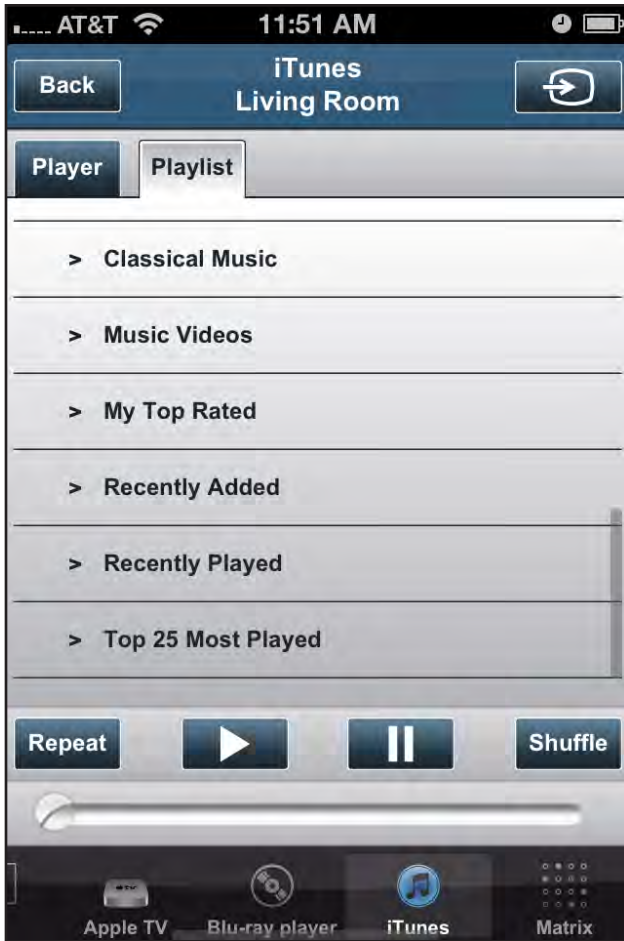 AT&T 11:51 AM
iTunes
Back
Living Room
Player Playlist
> Classical Music
> Music Videos
> My Top Rated
> Recently Added
> Recently Played
> Top 25 Most Played
Repeat Shuffle
Apple TV Blu-ray player iTunes Matrix